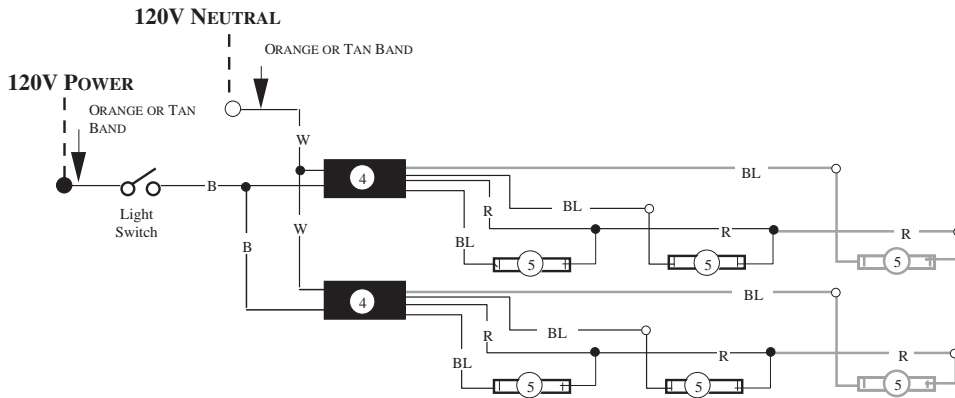 120V NEUTRAL
ORANGE OR TAN BAND
120V POWER
ORANGE OR TAN
BAND
W
4
BL
B
Light
Switch
R
BL
R
R
BL
W
B
5
5
5
4
BL
R
BL
R
R
BL
5
5
5